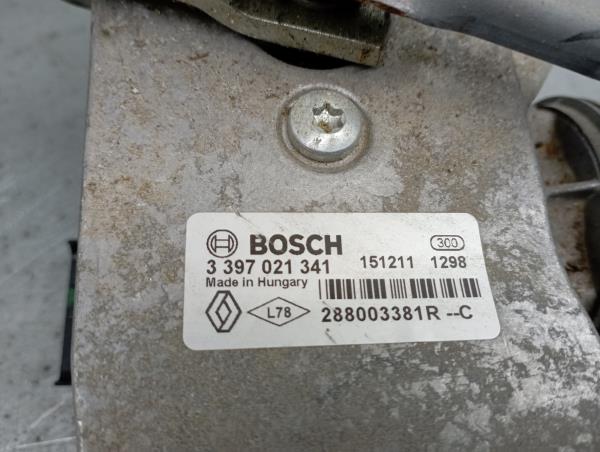 BOSCH 300
3 397 021 341 151211 1298
Made in Hungary
L78 288003381R --C